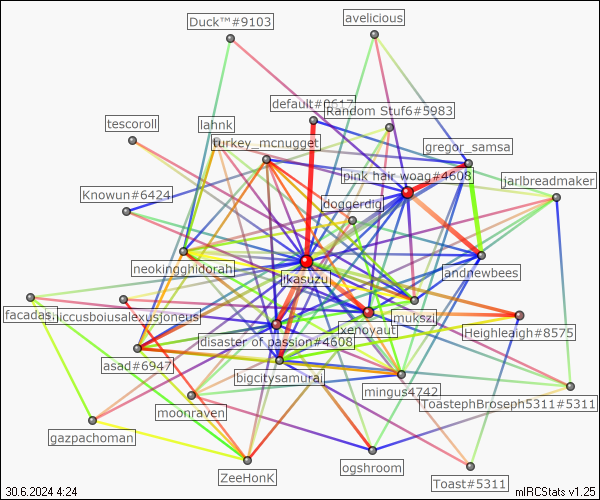 Duck™#9103
avelicious
default#0617
Random Stuf6#5983
tescoroll
lahnk
turkey_mcnugget
gregor_samsa
pink hair woag#4608
jarlbreadmaker
Knowun#6424
doggerdig
neokingghidorah
jkasuzu
andnewbees
facadas
mukszi
xenoyaut
Heighleaigh#8575
disaster of passion#4608
asad#6947
bigcitysamurai
mingus4742
ToastephBroseph5311#5311
moonraven
gazpachoman
ZeeHonK
ogshroom
Toast#5311
30.6.2024 4:24
mIRCStats v1.25